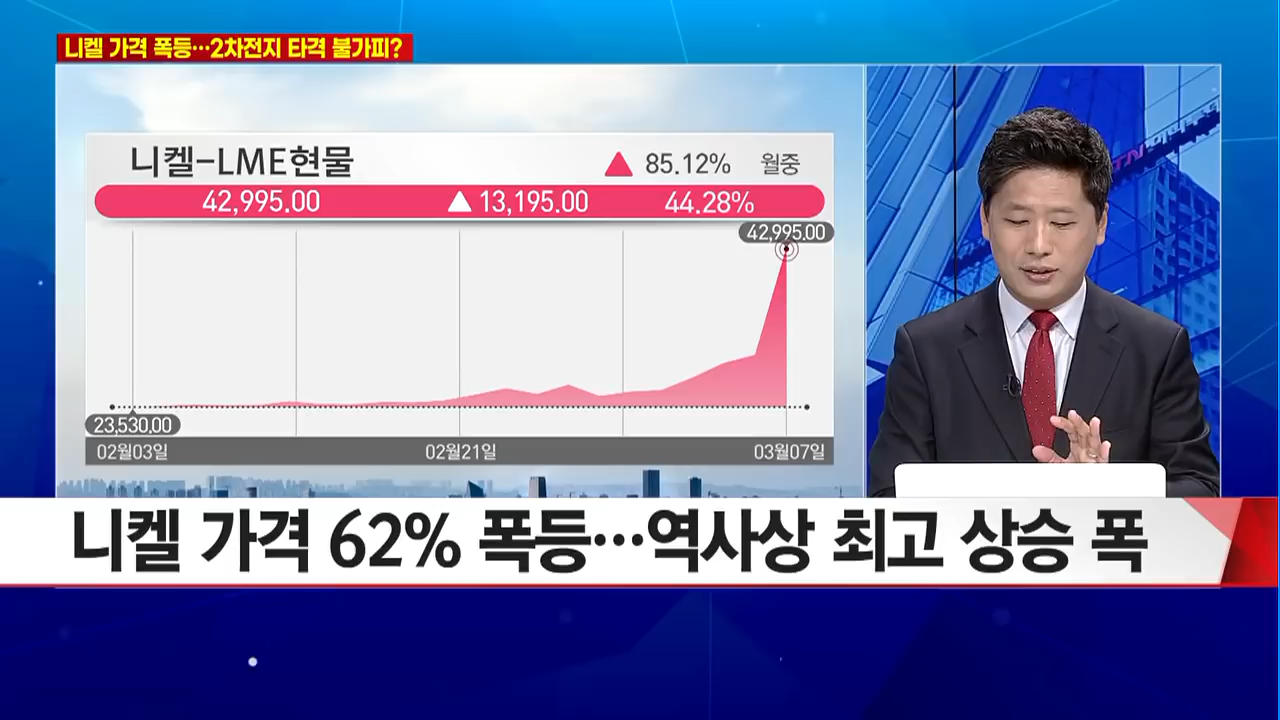 니켈 가격 폭등…2차전지 타격 불가피?
니켈-LME현물
▲ 85.12% 월중
42,995.00 ▲ 13,195.00 44.28%
42,995.00
23,530.00
02월03일 02월21일 03월07일
니켈 가격 62% 폭등…역사상 최고 상승 폭